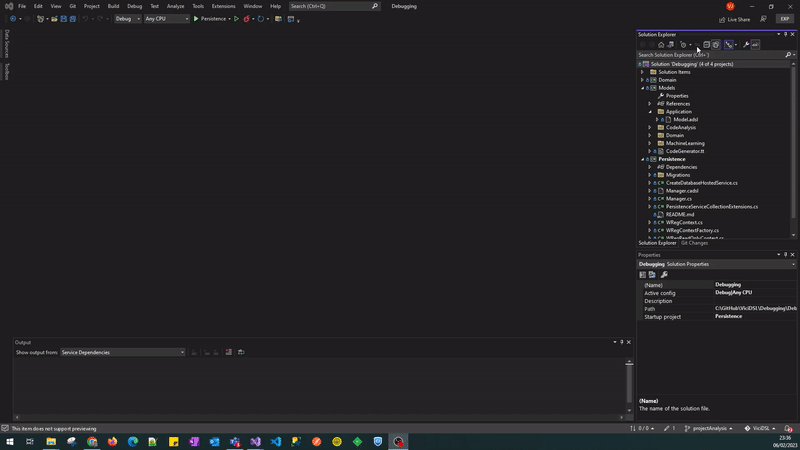 File Edit View Git Project Build Debug Test Analyze Tools Extensions Window Help Search (Ctrl+Q) Debugging
Debug Any CPU Persistence Live Share EXP
Data Sources
Toolbox
Solution Explorer
Search Solution Explorer (Ctrl+')
Solution 'Debugging' (4 of 4 projects)
Solution Items
Domain
Models
Properties
References
Application
Model.adsl
CodeAnalysis
Domain
MachineLearning
CodeGenerator.tt
Persistence
Dependencies
Migrations
CreateDatabaseHostedService.cs
Manager.cadsl
Manager.cs
PersistenceServiceCollectionExtensions.cs
README.md
WRegContext.cs
WRegContextFactory.cs
WRegReadOnlyContext.cs
Solution Explorer Git Changes
Properties
Debugging Solution Properties
(Name) Debugging
Active config Debug|Any CPU
Description
Path C:\GitHub\ViciDSL\Debugging\Deb
Startup project Persistence
(Name)
The name of the solution file.
Output
Show output from: Service Dependencies
This item does not support previewing
0 / 0 1 projectAnalysis ViciDSL
23:36
06/02/2023